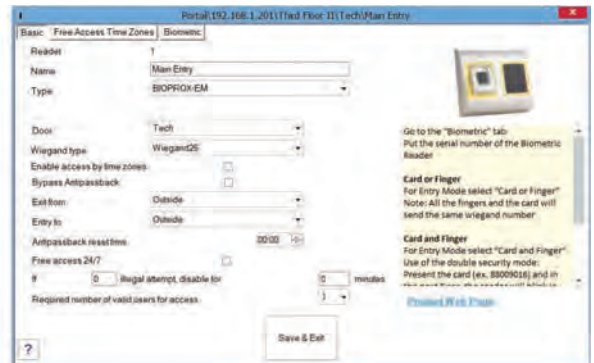 Portal\192.168.1.201\Third Floor II\Tech\Main Entry
Basic Free Access Time Zones Biometric
Reader 1
Name Main Entry
Type BIOPROX-EM
Door Tech
Wiegand type Wiegand26
Enable access by time zones
Bypass Antipassback
Exit from Outside
Entry to Outside
Antipassback reset time 00:00
Free access 24/7
If 0 illegal attempt, disable for 0 minutes
Required number of valid users for access 1
Save & Exit
?
Go to the "Biometric" tab
Put the serial number of the Biometric
Reader
Card or Finger
For Entry Mode select "Card or Finger"
Note: All the fingers and the card will
send the same wiegand number
Card and Finger
For Entry Mode select "Card and Finger"
Use of the double security mode:
Present the card (ex. 88009016) and in
Product Web Page